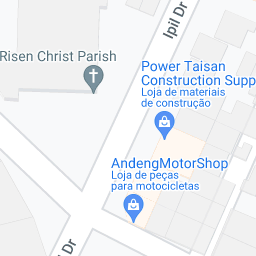 Ipil Dr
Risen Christ Parish
Power Taisan
Construction Supp
Loja de materiais
de construção
AndengMotorShop
Loja de peças
para motocicletas
Dr